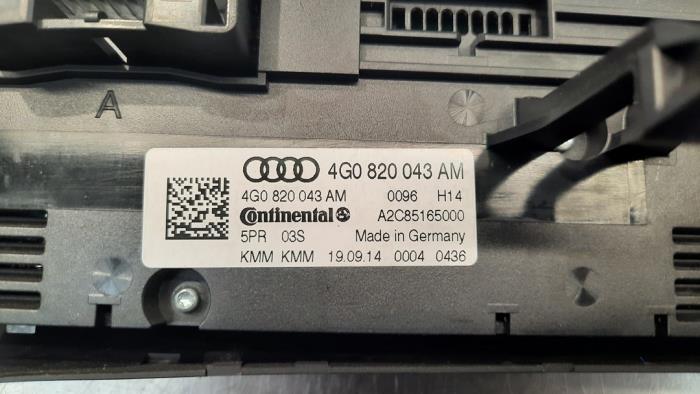 A
4G0 820 043 AM
4G0 820 043 AM 0096 H14
Continental A2C85165000
5PR 03S Made in Germany
KMM KMM 19.09.14 0004 0436